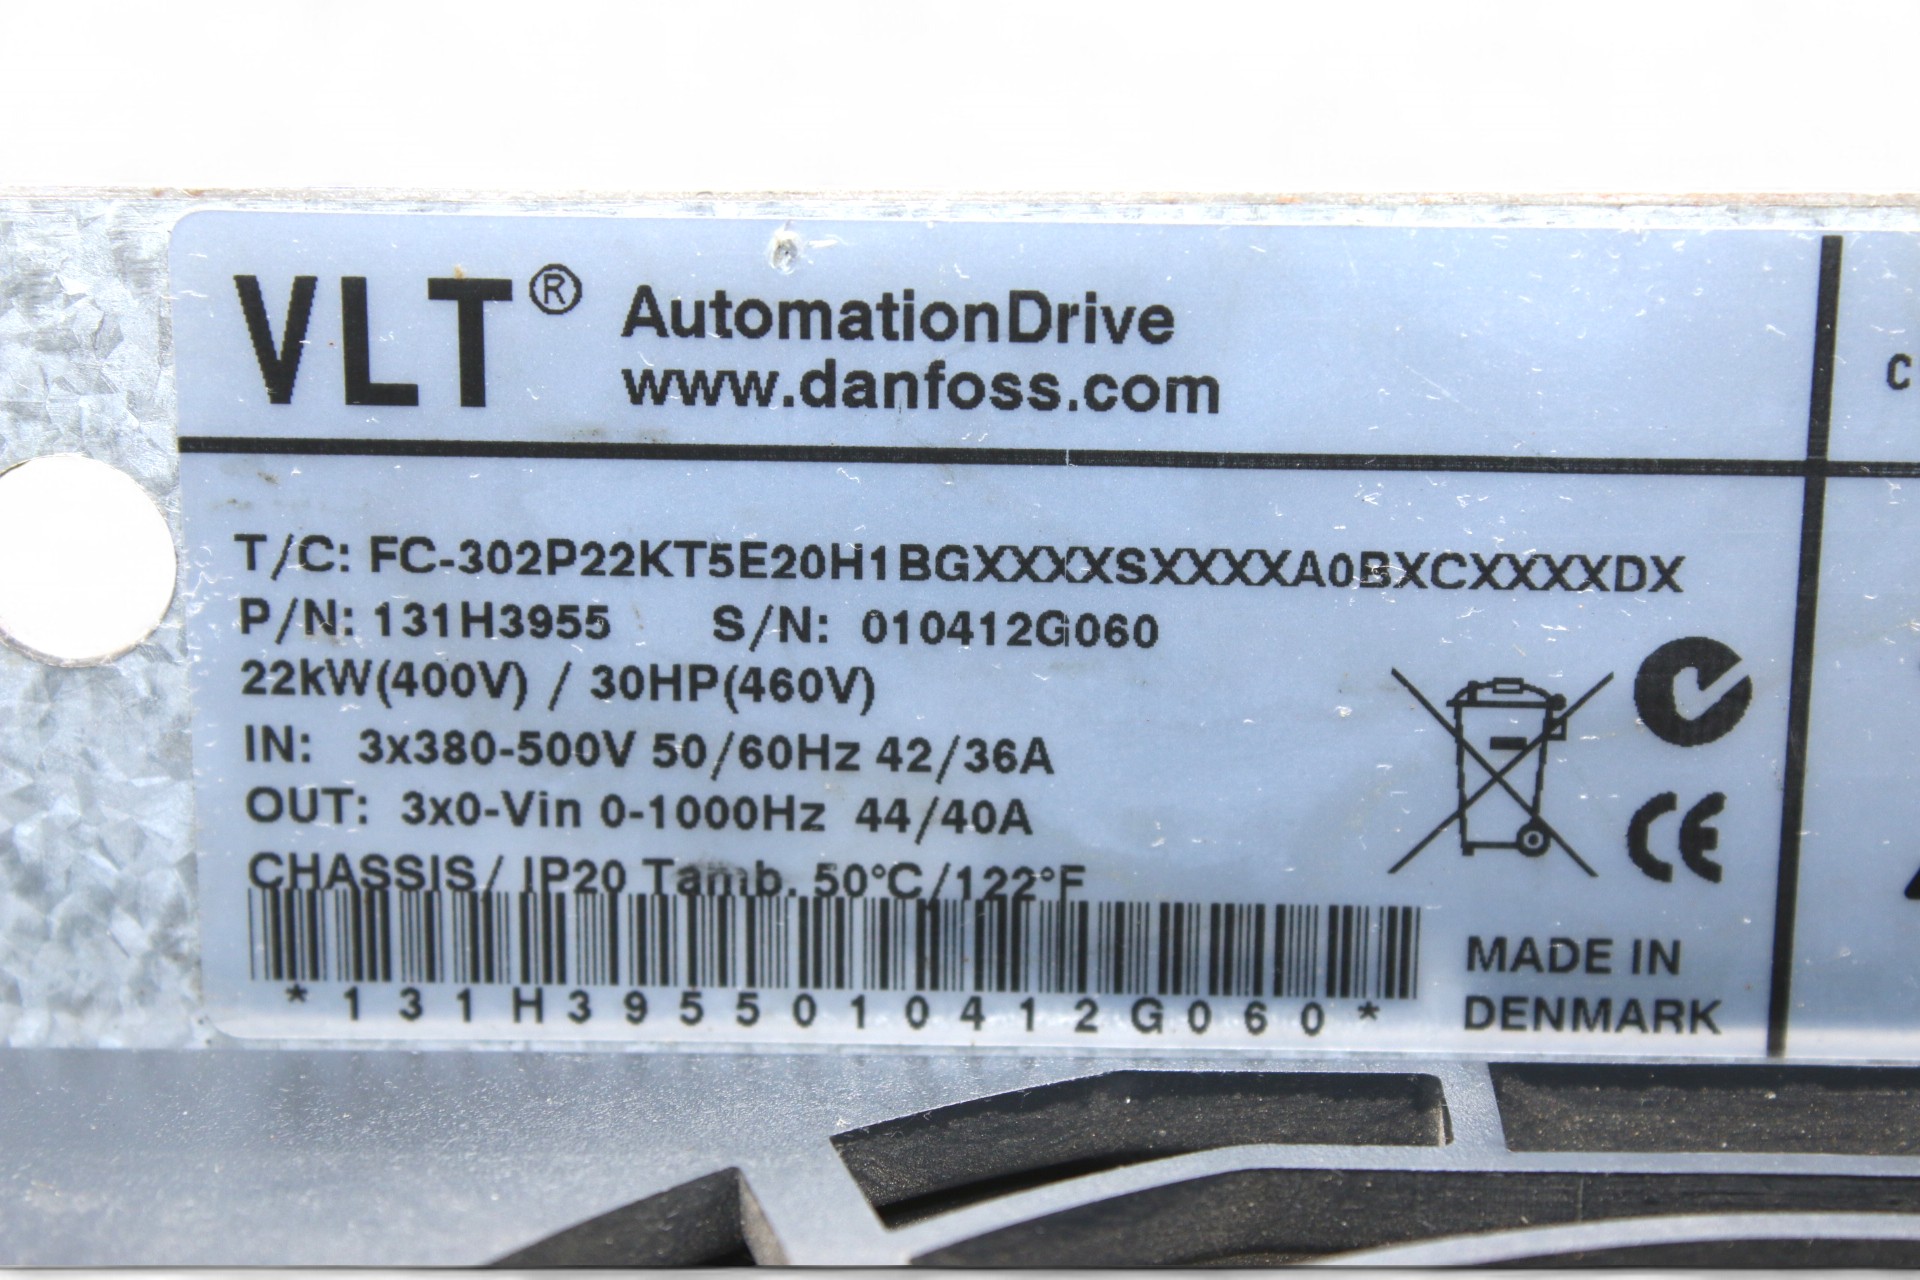 VLT® AutomationDrive
www.danfoss.com
T/C: FC-302P22KT5E20H1BGXXXXSXXXXA0BXCXXXXDX
P/N: 131H3955 S/N: 010412G060
22kW(400V) / 30HP(460V)
IN: 3x380-500V 50/60Hz 42/36A
OUT: 3x0-Vin 0-1000Hz 44/40A
CHASSIS/ IP20 Tamb. 50°C/122°F
*131H3955010412G060*
MADE IN
DENMARK
C
CE